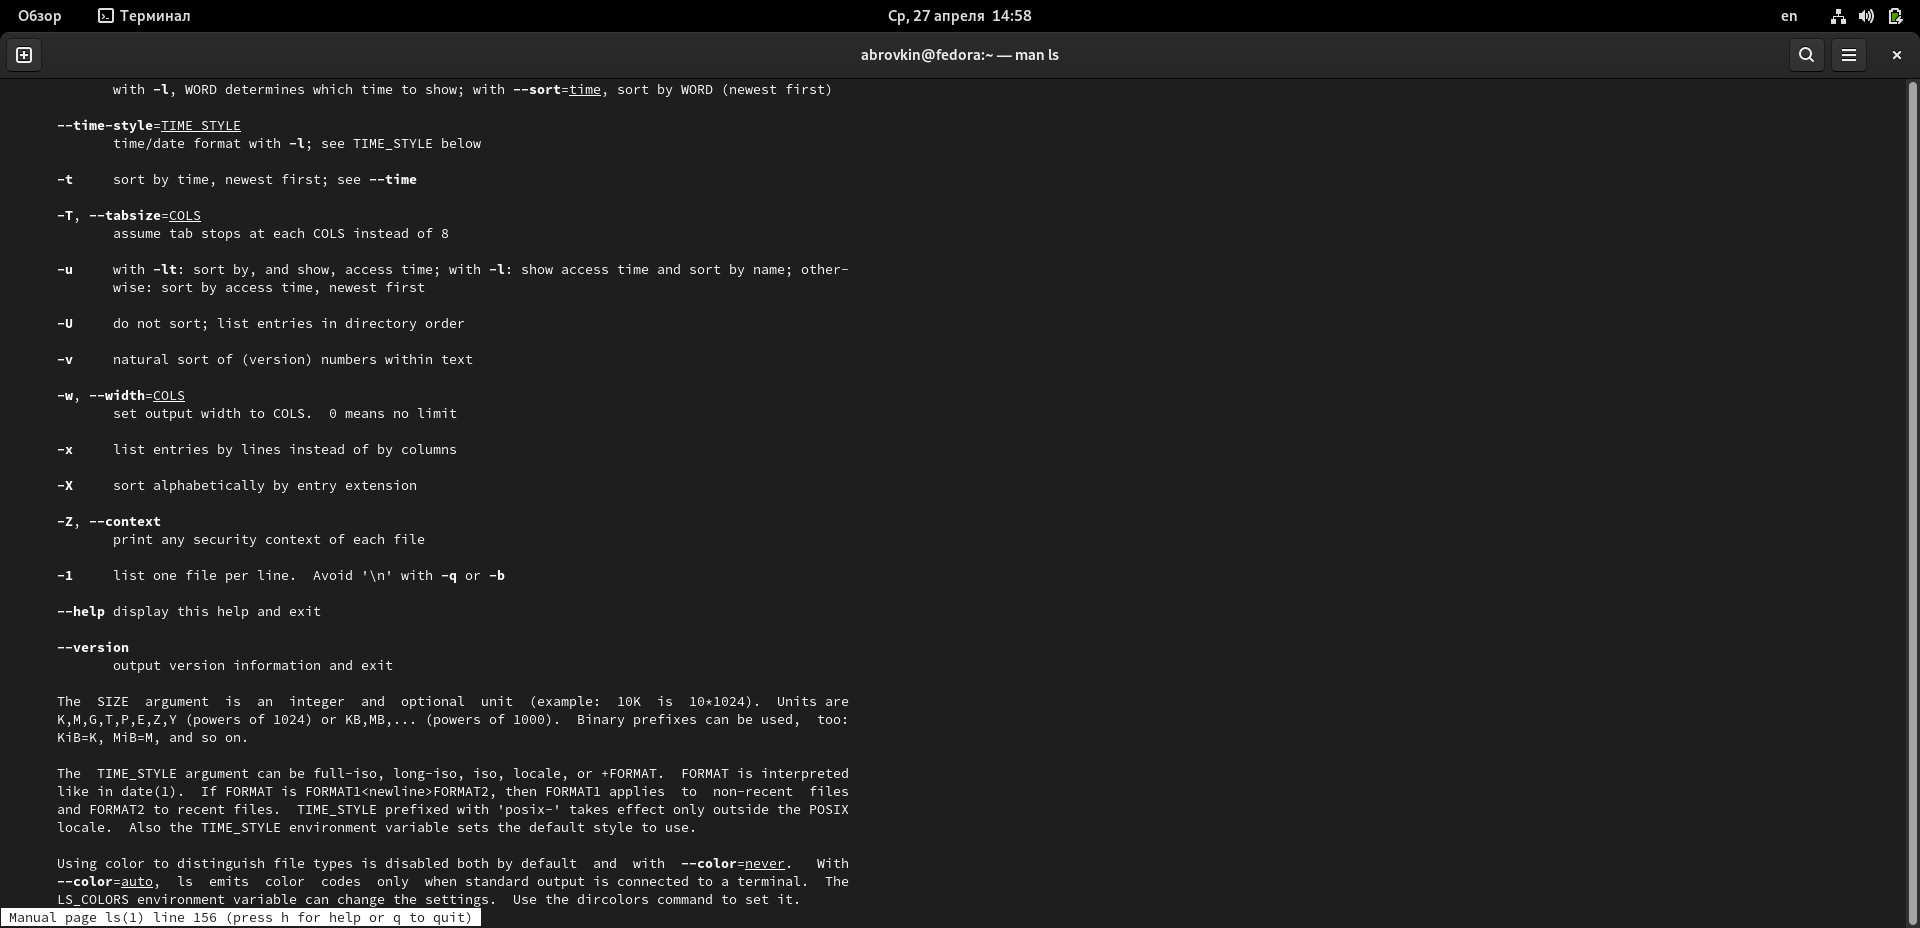 Обзор Терминал Ср, 27 апреля 14:58 en
abrovkin@fedora:~ — man ls
with -l, WORD determines which time to show; with --sort=time, sort by WORD (newest first)
--time-style=TIME_STYLE
time/date format with -l; see TIME_STYLE below
-t sort by time, newest first; see --time
-T, --tabsize=COLS
assume tab stops at each COLS instead of 8
-u with -lt: sort by, and show, access time; with -l: show access time and sort by name; other-
wise: sort by access time, newest first
-U do not sort; list entries in directory order
-v natural sort of (version) numbers within text
-w, --width=COLS
set output width to COLS. 0 means no limit
-x list entries by lines instead of by columns
-X sort alphabetically by entry extension
-Z, --context
print any security context of each file
-1 list one file per line. Avoid '\n' with -q or -b
--help display this help and exit
--version
output version information and exit
The SIZE argument is an integer and optional unit (example: 10K is 10*1024). Units are
K,M,G,T,P,E,Z,Y (powers of 1024) or KB,MB,... (powers of 1000). Binary prefixes can be used, too:
KiB=K, MiB=M, and so on.
The TIME_STYLE argument can be full-iso, long-iso, iso, locale, or +FORMAT. FORMAT is interpreted
like in date(1). If FORMAT is FORMAT1<newline>FORMAT2, then FORMAT1 applies to non-recent files
and FORMAT2 to recent files. TIME_STYLE prefixed with 'posix-' takes effect only outside the POSIX
locale. Also the TIME_STYLE environment variable sets the default style to use.
Using color to distinguish file types is disabled both by default and with --color=never. With
--color=auto, ls emits color codes only when standard output is connected to a terminal. The
LS_COLORS environment variable can change the settings. Use the dircolors command to set it.
Manual page ls(1) line 156 (press h for help or q to quit)